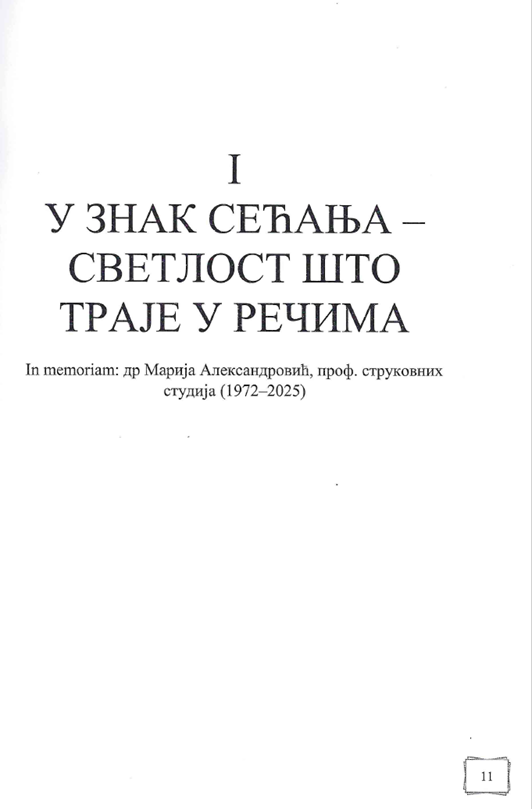 I
У ЗНАК СЕЋАЊА –
СВЕТЛОСТ ШТО
ТРАЈЕ У РЕЧИМА
In memoriam: др Марија Александровић, проф. струковних
студија (1972–2025)
11